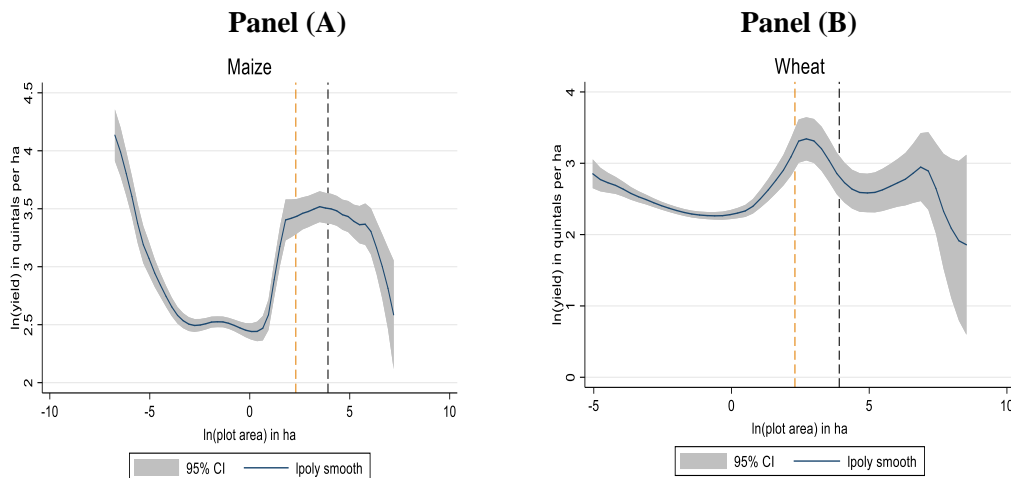 Panel (A)
Maize
ln(yield) in quintals per ha
4.5
4
3.5
3
2.5
2
-10
-5
0
5
10
ln(plot area) in ha
95% CI
lpoly smooth
Panel (B)
Wheat
ln(yield) in quintals per ha
4
3
2
1
0
-5
0
5
10
ln(plot area) in ha
95% CI
lpoly smooth